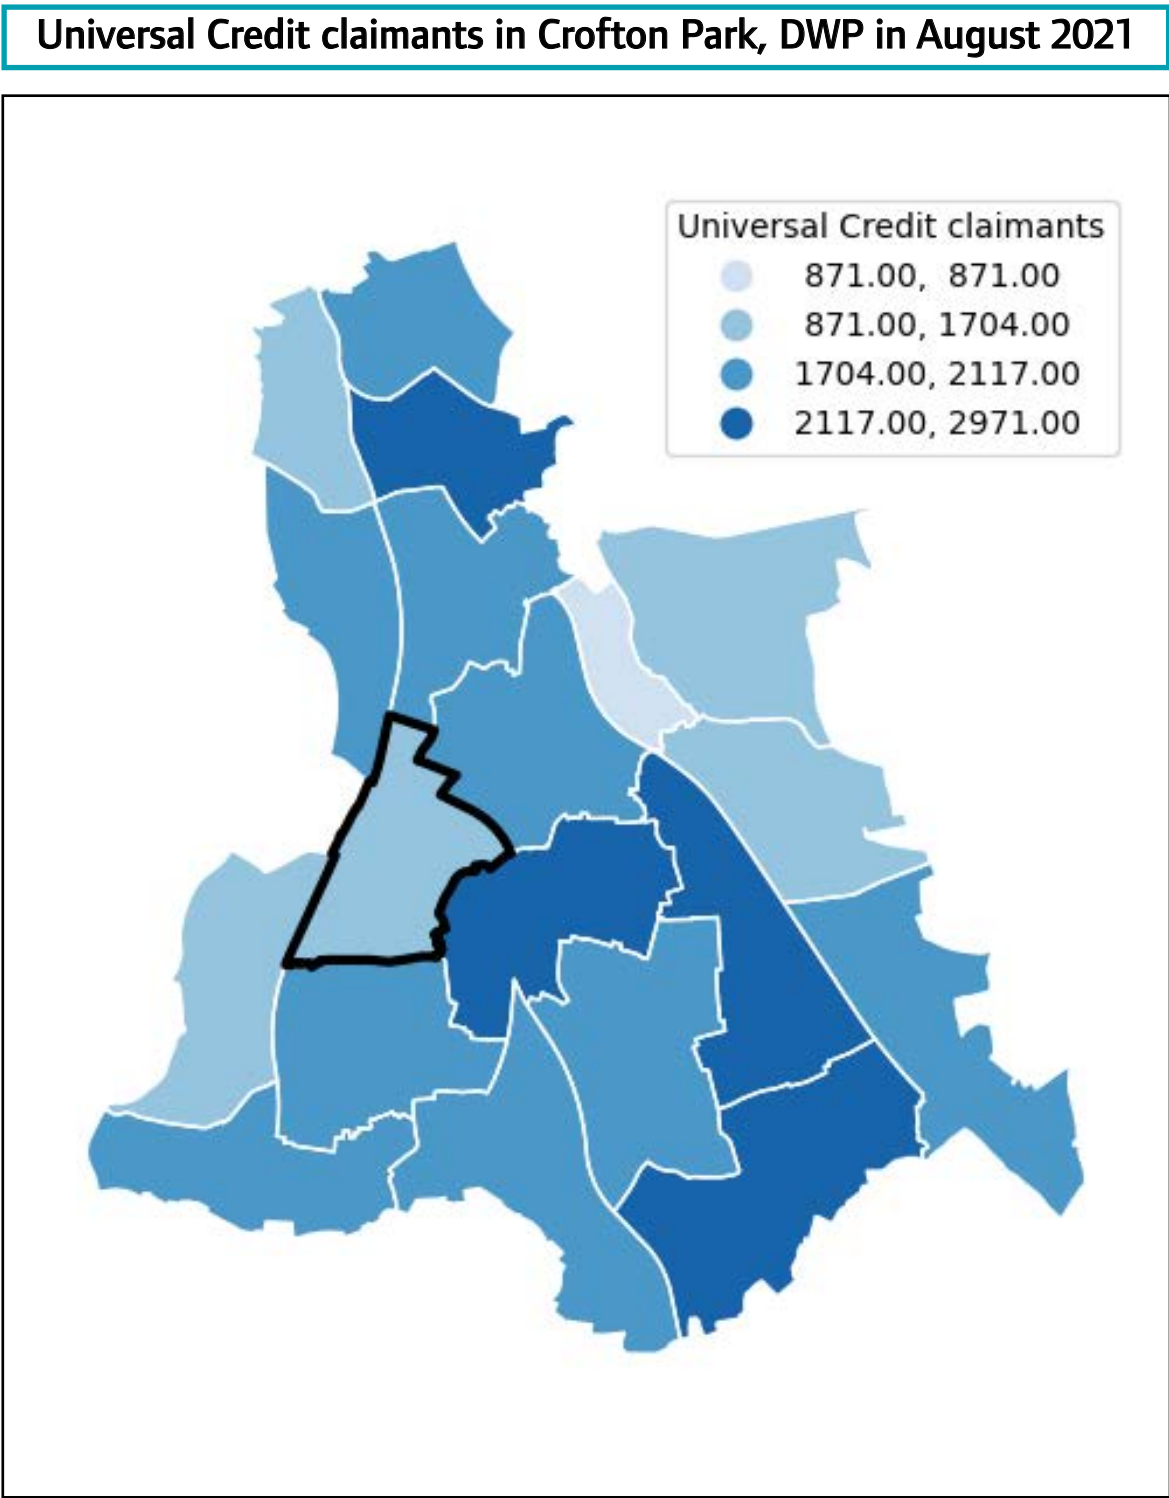 Universal Credit claimants in Crofton Park, DWP in August 2021
Universal Credit claimants
871.00, 871.00
871.00, 1704.00
1704.00, 2117.00
2117.00, 2971.00